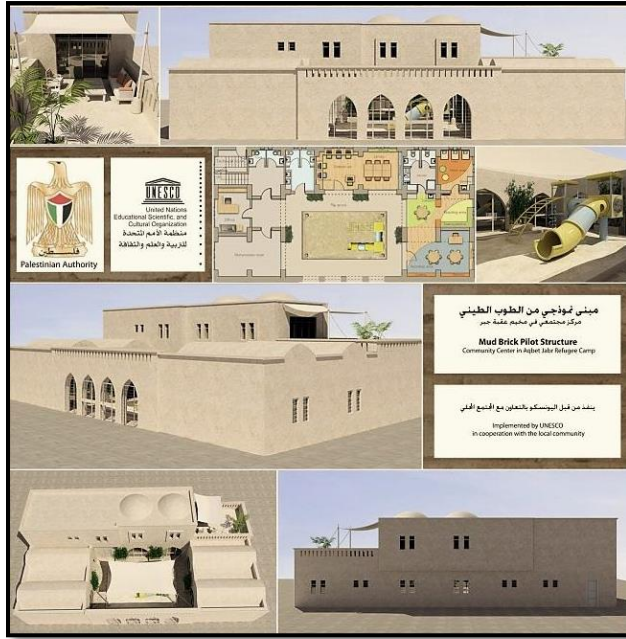 Palestinian Authority
UNESCO
United Nations
Educational Scientific, and
Cultural Organization
منظمة الأمم المتحدة
للتربية والعلم والثقافة
مبنى نموذجي من الطوب الطيني
مركز مجتمعي في مخيم عقبة جبر
Mud Brick Pilot Structure
Community Center in Aqbet Jabr Refugee Camp
ينفذ من قبل اليونسكو بالتعاون مع المجتمع المحلي
Implemented by UNESCO
in cooperation with the local community